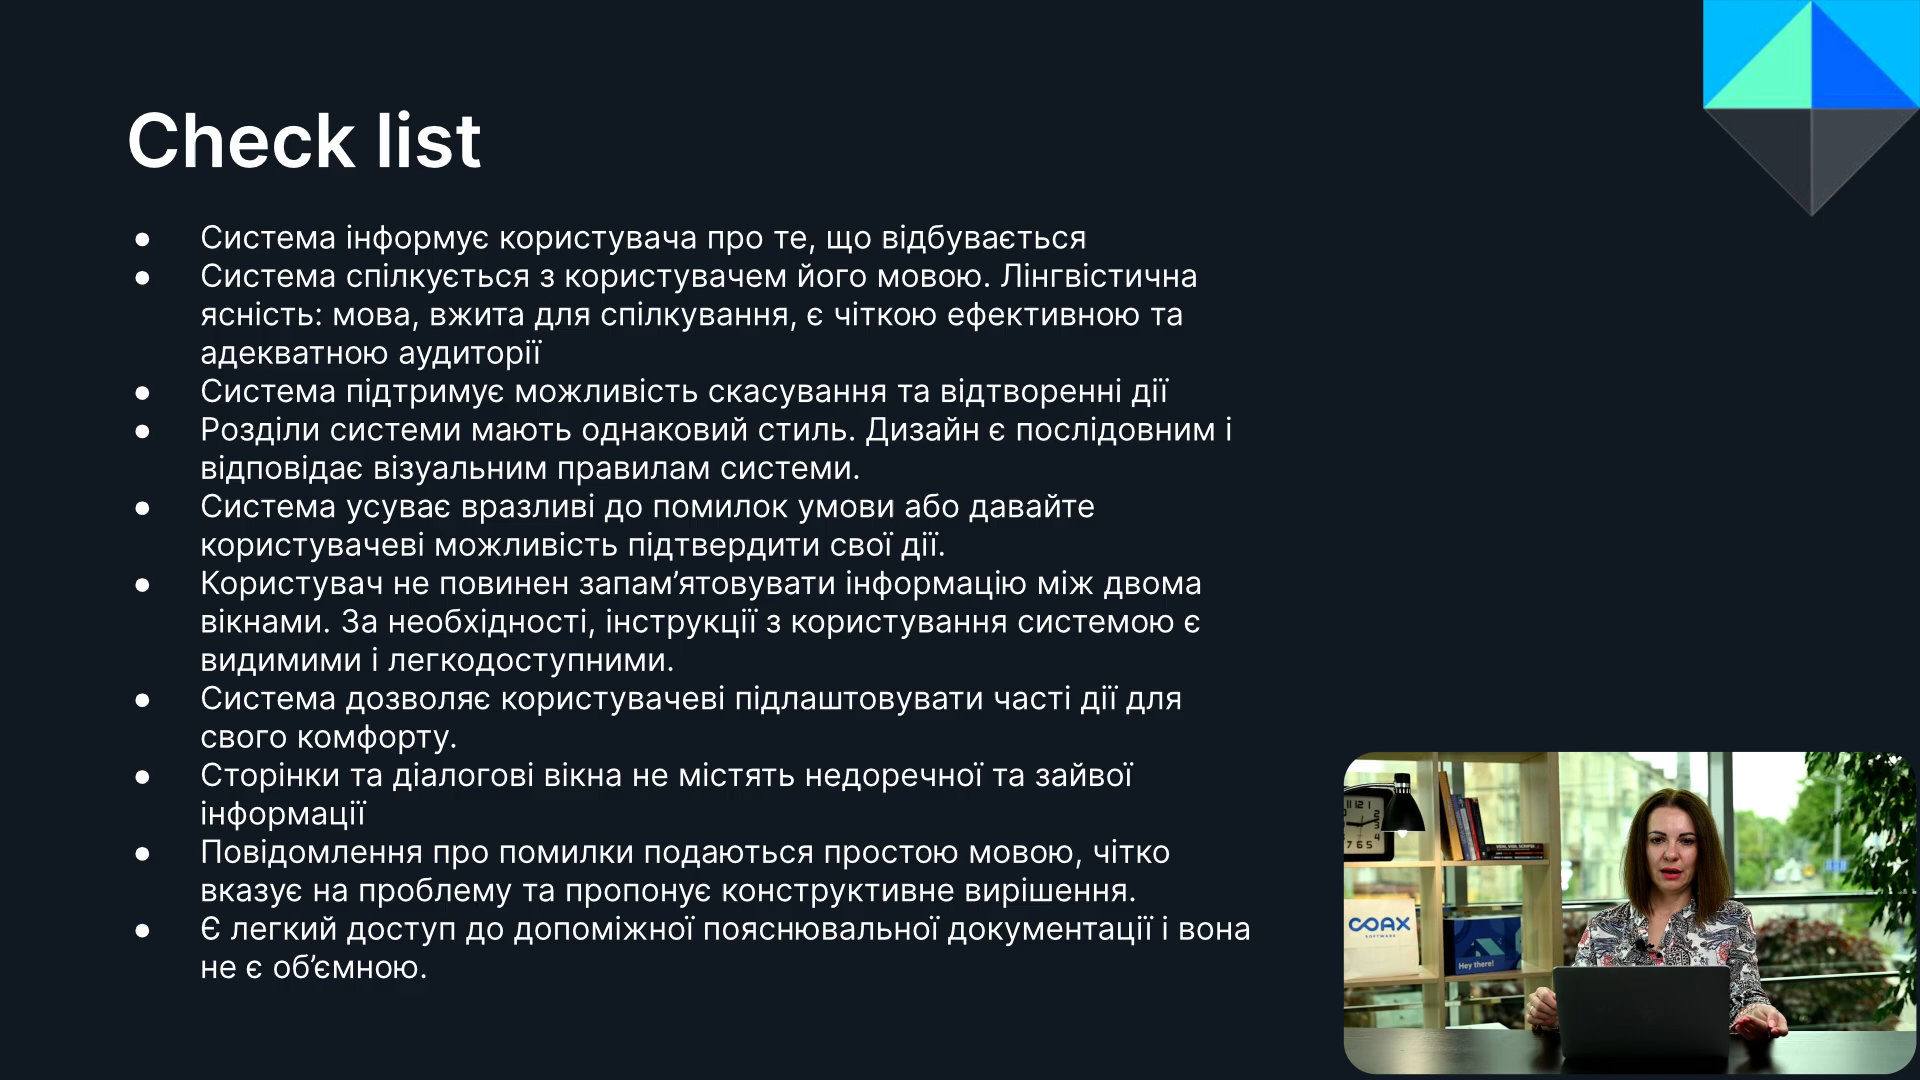 Check list
Система інформує користувача про те, що відбувається
Система спілкується з користувачем його мовою. Лінгвістична
ясність: мова, вжита для спілкування, є чіткою ефективною та
адекватною аудиторії
Система підтримує можливість скасування та відтворенні дії
Розділи системи мають однаковий стиль. Дизайн є послідовним і
відповідає візуальним правилам системи.
Система усуває вразливі до помилок умови або давайте
користувачеві можливість підтвердити свої дії.
Користувач не повинен запам’ятовувати інформацію між двома
вікнами. За необхідності, інструкції з користування системою є
видимими і легкодоступними.
Система дозволяє користувачеві підлаштовувати часті дії для
свого комфорту.
Сторінки та діалогові вікна не містять недоречної та зайвої
інформації
Повідомлення про помилки подаються простою мовою, чітко
вказує на проблему та пропонує конструктивне вирішення.
Є легкий доступ до допоміжної пояснювальної документації і вона
не є об’ємною.
COAX
SOFTWARE
Hey there!